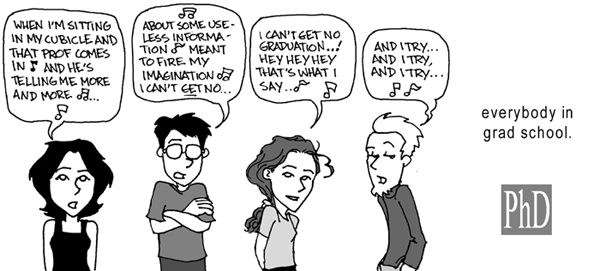 WHEN I'M SITTING
IN MY CUBICLE AND
THAT PROF COMES
IN ♪ AND HE'S
TELLING ME MORE
AND MORE ♫...
♫
♫
ABOUT SOME USE-
LESS INFORMA-
TION ♪ MEANT
TO FIRE MY
IMAGINATION ♫
I CAN'T GET NO...
I CAN'T GET NO
GRADUATION..!
HEY HEY HEY
THAT'S WHAT I
SAY...♫
♫
AND I TRY...
AND I TRY,
AND I TRY...
♫ ♫
everybody in
grad school.
PhD